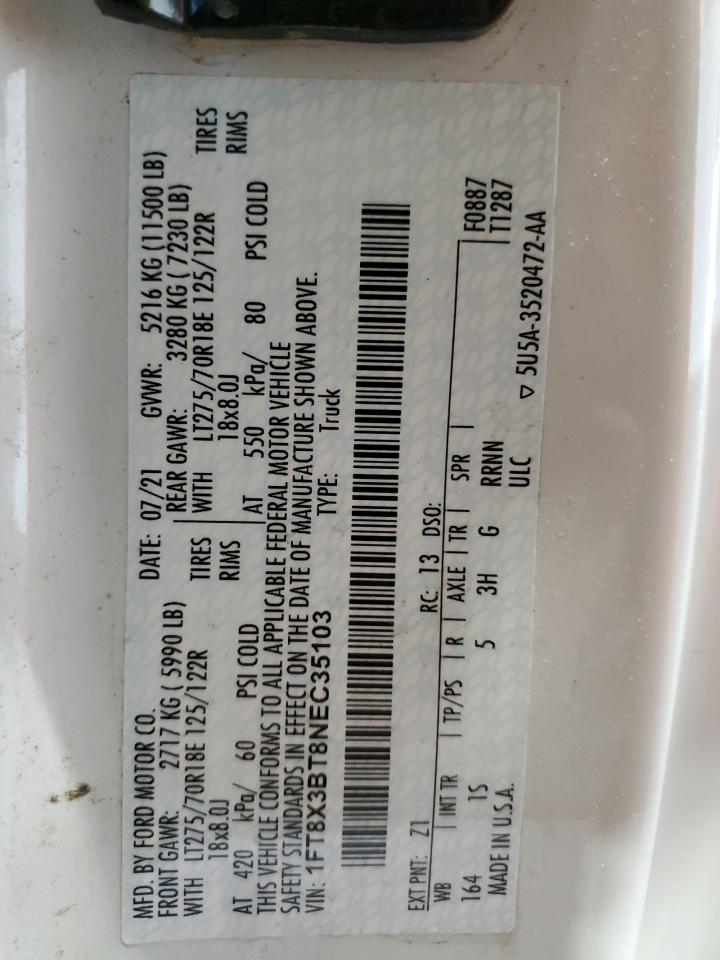 MFD. BY FORD MOTOR CO. DATE: 07/21 GVWR: 5216 KG (11500 LB)
FRONT GAWR: 2717 KG ( 5990 LB) REAR GAWR: 3280 KG ( 7230 LB)
WITH LT275/70R18E 125/122R TIRES WITH LT275/70R18E 125/122R TIRES
18x8.0J RIMS 18x8.0J RIMS
AT 420 kPa/ 60 PSI COLD AT 550 kPa/ 80 PSI COLD
THIS VEHICLE CONFORMS TO ALL APPLICABLE FEDERAL MOTOR VEHICLE
SAFETY STANDARDS IN EFFECT ON THE DATE OF MANUFACTURE SHOWN ABOVE.
VIN: 1FT8X3BT8NEC35103 TYPE: Truck
EXT PNT: Z1 RC: 13 DSO:
WB INT TR TP/PS R AXLE TR SPR F0887
164 1S 5 3H G RRNN T1287
MADE IN U.S.A. ULC ▽ 5U5A-3520472-AA